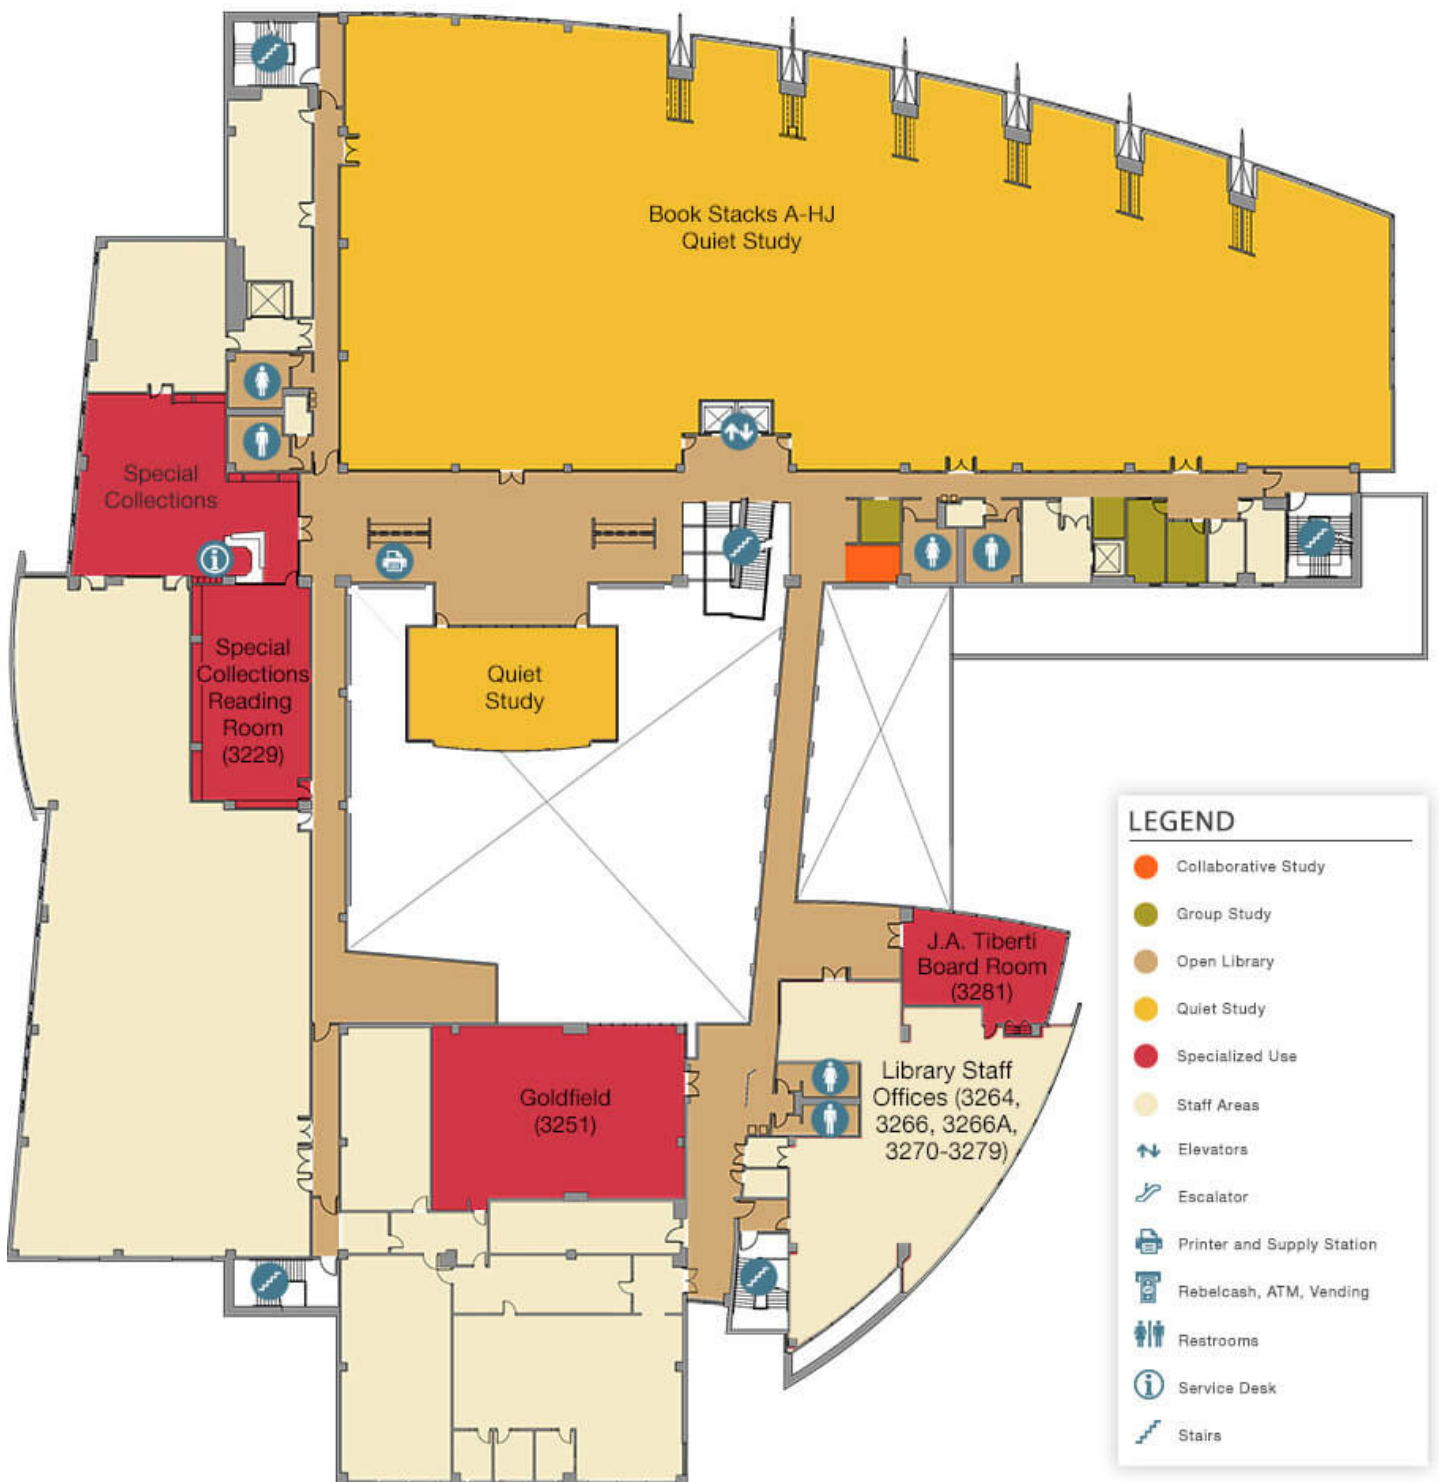 Book Stacks A-HJ
Quiet Study
Special
Collections
Special
Collections
Reading
Room
(3229)
Quiet
Study
J.A. Tiberti
Board Room
(3281)
Goldfield
(3251)
Library Staff
Offices (3264,
3266, 3266A,
3270-3279)
LEGEND
Collaborative Study
Group Study
Open Library
Quiet Study
Specialized Use
Staff Areas
Elevators
Escalator
Printer and Supply Station
Rebelcash, ATM, Vending
Restrooms
Service Desk
Stairs